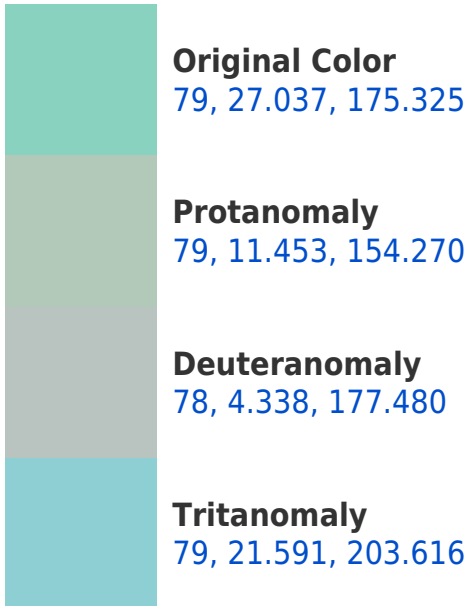 Original Color
79, 27.037, 175.325
Protanomaly
79, 11.453, 154.270
Deuteranomaly
78, 4.338, 177.480
Tritanomaly
79, 21.591, 203.616